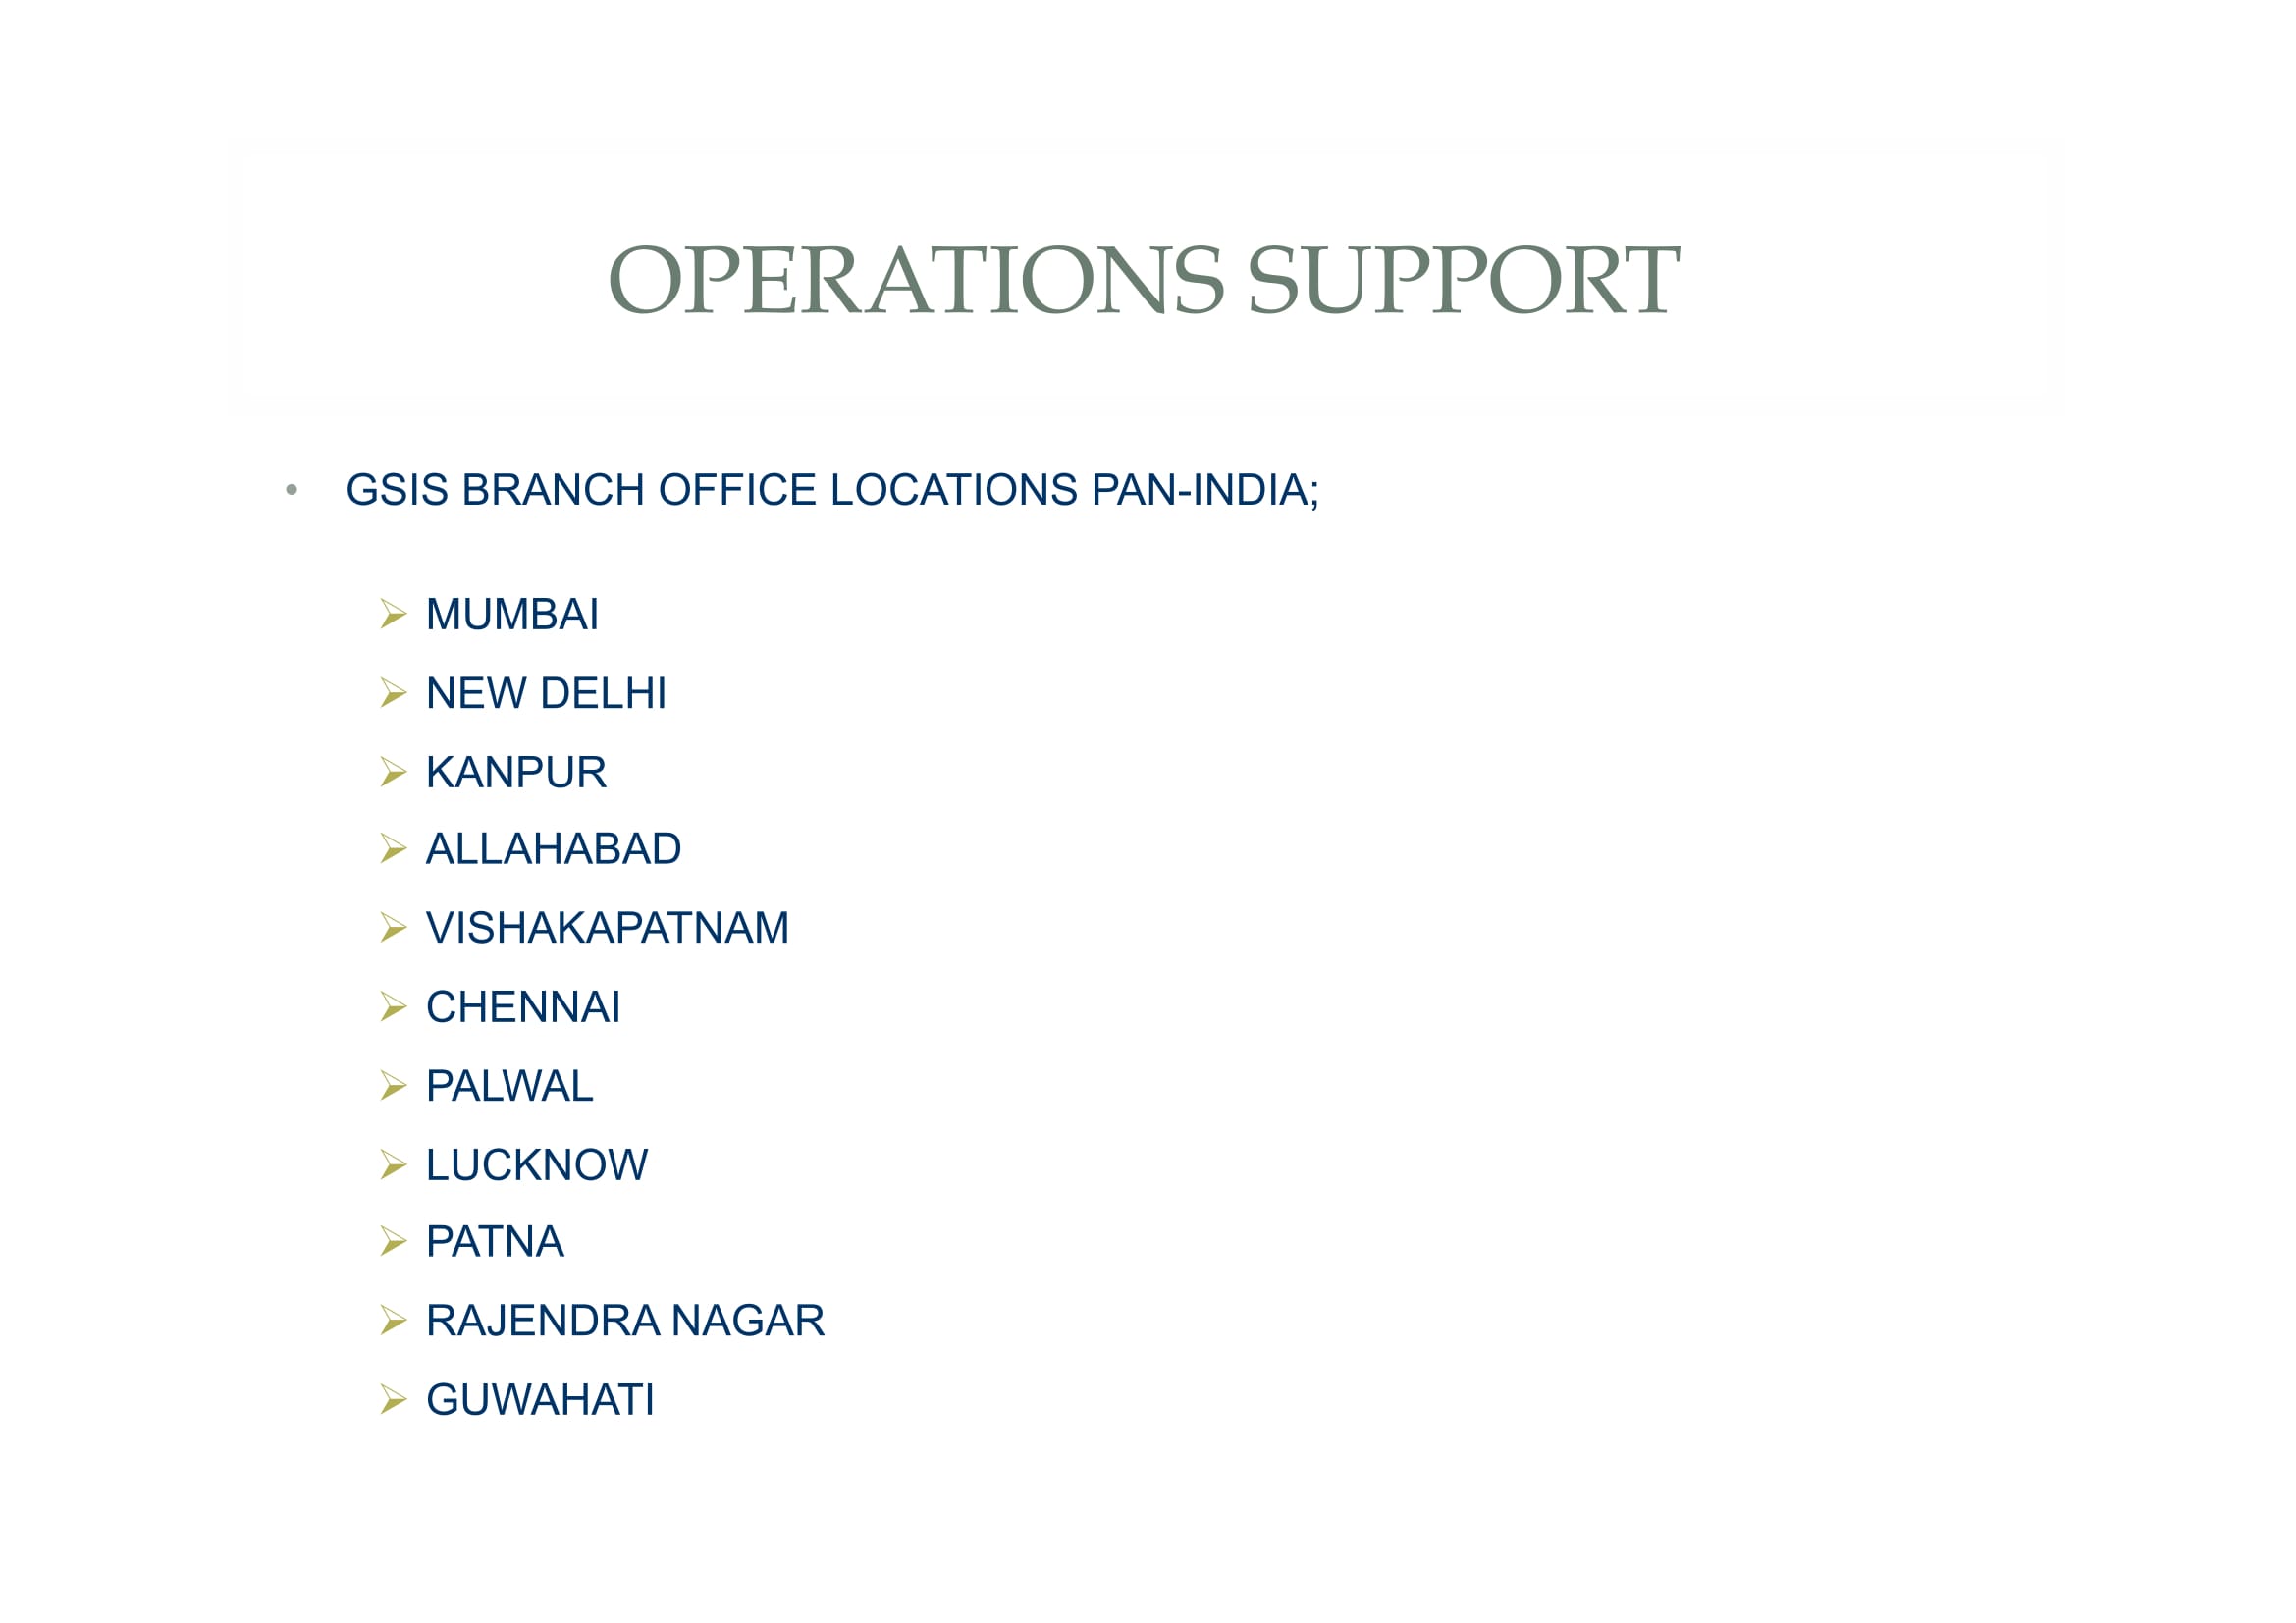 OPERATIONS SUPPORT
• GSIS BRANCH OFFICE LOCATIONS PAN-INDIA;
➢ MUMBAI
➢ NEW DELHI
➢ KANPUR
➢ ALLAHABAD
➢ VISHAKAPATNAM
➢ CHENNAI
➢ PALWAL
➢ LUCKNOW
➢ PATNA
➢ RAJENDRA NAGAR
➢ GUWAHATI